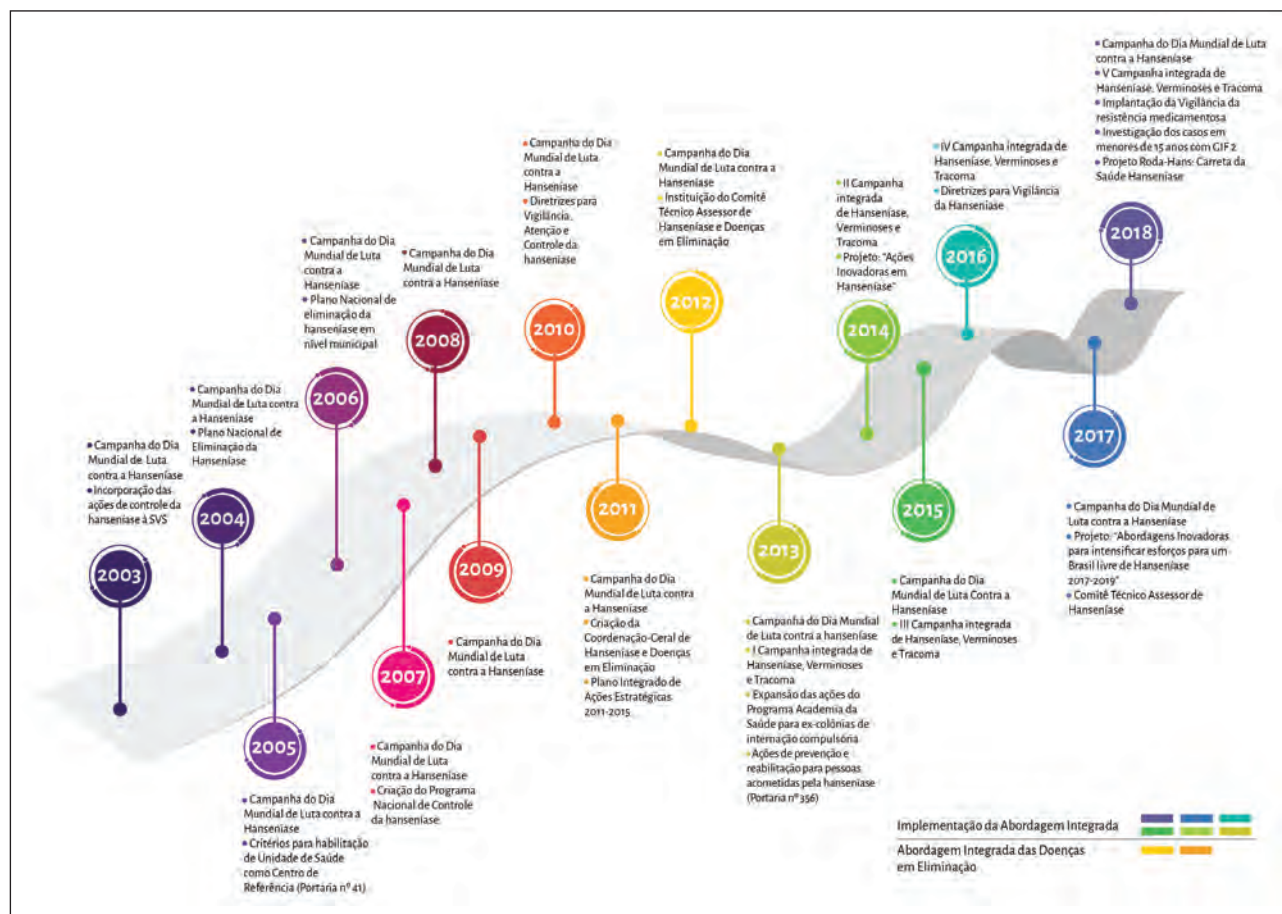 2003
• Campanha do Dia
Mundial de Luta
contra a Hanseníase
• Incorporação das
ações de controle da
hanseníase à SVS
2004
• Campanha do Dia
Mundial de Luta contra
a Hanseníase
• Plano Nacional de
Eliminação da
Hanseníase
2005
• Campanha do Dia
Mundial de Luta contra a
Hanseníase
• Critérios para habilitação
de Unidade de Saúde
como Centro de
Referência (Portaria nº 41)
2006
• Campanha do Dia
Mundial de Luta
contra a
Hanseníase
• Plano Nacional de
eliminação da
hanseníase em
nível municipal
2007
• Campanha do Dia
Mundial de Luta
contra a Hanseníase
• Criação do Programa
Nacional de Controle
da hanseníase.
2008
• Campanha do Dia
Mundial de Luta
contra a Hanseníase
2009
• Campanha do Dia
Mundial de Luta
contra a Hanseníase
2010
• Campanha do Dia
Mundial de Luta
contra a
Hanseníase
• Diretrizes para
Vigilância,
Atenção e
Controle da
hanseníase
2011
• Campanha do Dia
Mundial de Luta contra
a Hanseníase
• Criação da
Coordenação-Geral de
Hanseníase e Doenças
em Eliminação
• Plano Integrado de
Ações Estratégicas
2011-2015
2012
• Campanha do Dia
Mundial de Luta contra
a Hanseníase
• Instituição do Comitê
Técnico Assessor de
Hanseníase e Doenças
em Eliminação
2013
• Campanha do Dia Mundial
de Luta contra a hanseníase
• I Campanha integrada de
Hanseníase, Verminoses
e Tracoma
• Expansão das ações do
Programa Academia da
Saúde para ex-colônias de
internação compulsória
• Ações de prevenção e
reabilitação para pessoas
acometidas pela hanseníase
(Portaria nº 356)
2014
• II Campanha
integrada
de Hanseníase,
Verminoses e
Tracoma
• Projeto: "Ações
Inovadoras em
Hanseníase"
2015
• Campanha do Dia
Mundial de Luta Contra a
Hanseníase
• III Campanha integrada
de Hanseníase, Verminoses
e Tracoma
2016
• IV Campanha integrada de
Hanseníase, Verminoses e
Tracoma
• Diretrizes para Vigilância
da Hanseníase
2017
• Campanha do Dia Mundial de
Luta contra a Hanseníase
• Projeto: "Abordagens Inovadoras
para intensificar esforços para um
Brasil livre de Hanseníase
2017-2019"
• Comitê Técnico Assessor de
Hanseníase
2018
• Campanha do Dia Mundial de Luta
contra a Hanseníase
• V Campanha integrada de
Hanseníase, Verminoses e Tracoma
• Implantação da Vigilância da
resistência medicamentosa
• Investigação dos casos em
menores de 15 anos com GIF 2
• Projeto Roda-Hans: Carreta da
Saúde Hanseníase
Implementação da Abordagem Integrada
Abordagem Integrada das Doenças
em Eliminação